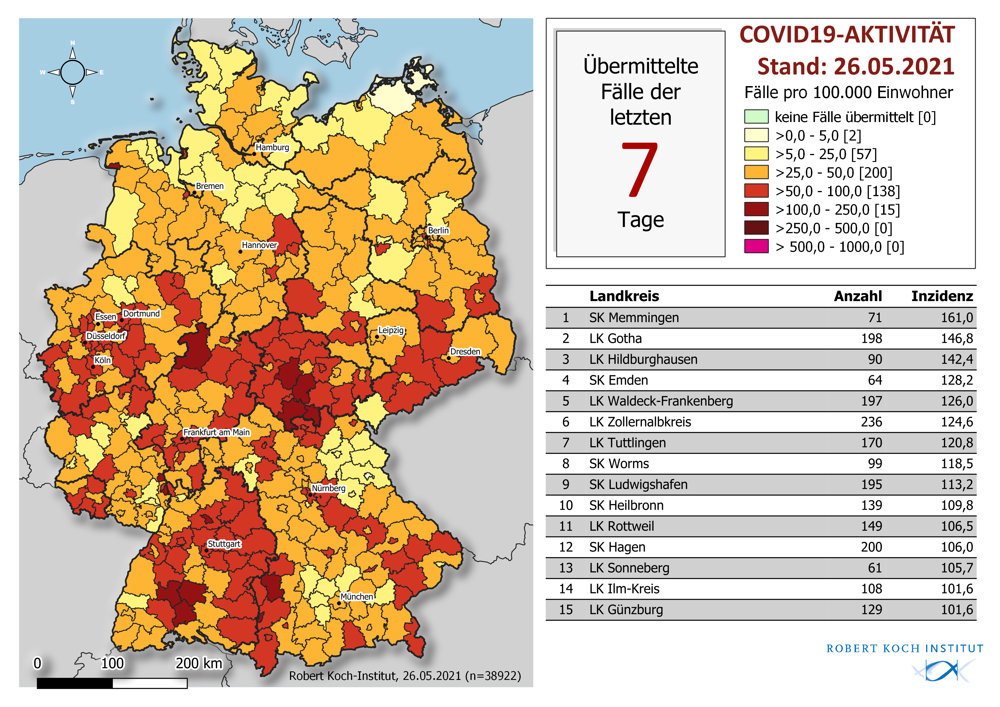 N
W
E
S
Hamburg
Bremen
Berlin
Hannover
Essen
Dortmund
Düsseldorf
Leipzig
Köln
Dresden
Frankfurt am Main
Nürnberg
Stuttgart
München
0 100 200 km
Robert Koch-Institut, 26.05.2021 (n=38922)
Übermittelte
Fälle der
letzten
7
Tage
COVID19-AKTIVITÄT
Stand: 26.05.2021
Fälle pro 100.000 Einwohner
keine Fälle übermittelt [0]
>0,0 - 5,0 [2]
>5,0 - 25,0 [57]
>25,0 - 50,0 [200]
>50,0 - 100,0 [138]
>100,0 - 250,0 [15]
>250,0 - 500,0 [0]
> 500,0 - 1000,0 [0]
Landkreis Anzahl Inzidenz
1 SK Memmingen 71 161,0
2 LK Gotha 198 146,8
3 LK Hildburghausen 90 142,4
4 SK Emden 64 128,2
5 LK Waldeck-Frankenberg 197 126,0
6 LK Zollernalbkreis 236 124,6
7 LK Tuttlingen 170 120,8
8 SK Worms 99 118,5
9 SK Ludwigshafen 195 113,2
10 SK Heilbronn 139 109,8
11 LK Rottweil 149 106,5
12 SK Hagen 200 106,0
13 LK Sonneberg 61 105,7
14 LK Ilm-Kreis 108 101,6
15 LK Günzburg 129 101,6
ROBERT KOCH INSTITUT